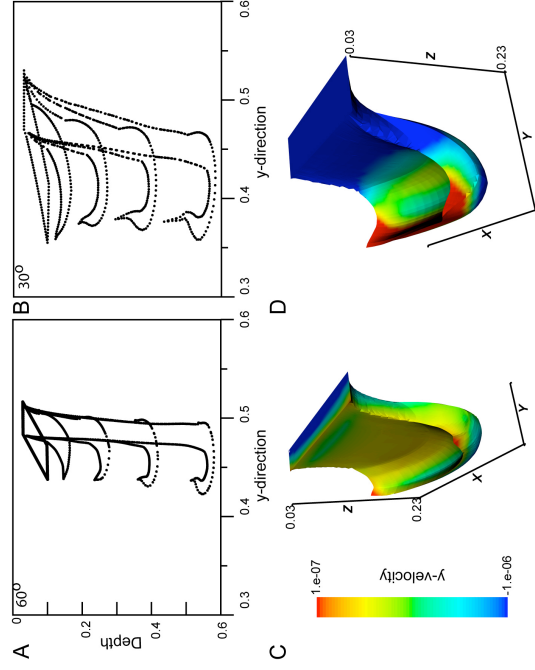 A
60°
0
0.2
0.4
0.6
Depth
0.3
0.4
0.5
0.6
y-direction
B
30°
0.3
0.4
0.5
0.6
y-direction
C
1.e-07
-1.e-06
y-velocity
0.03
Z
0.23
X
Y
D
0.03
Z
0.23
X
Y